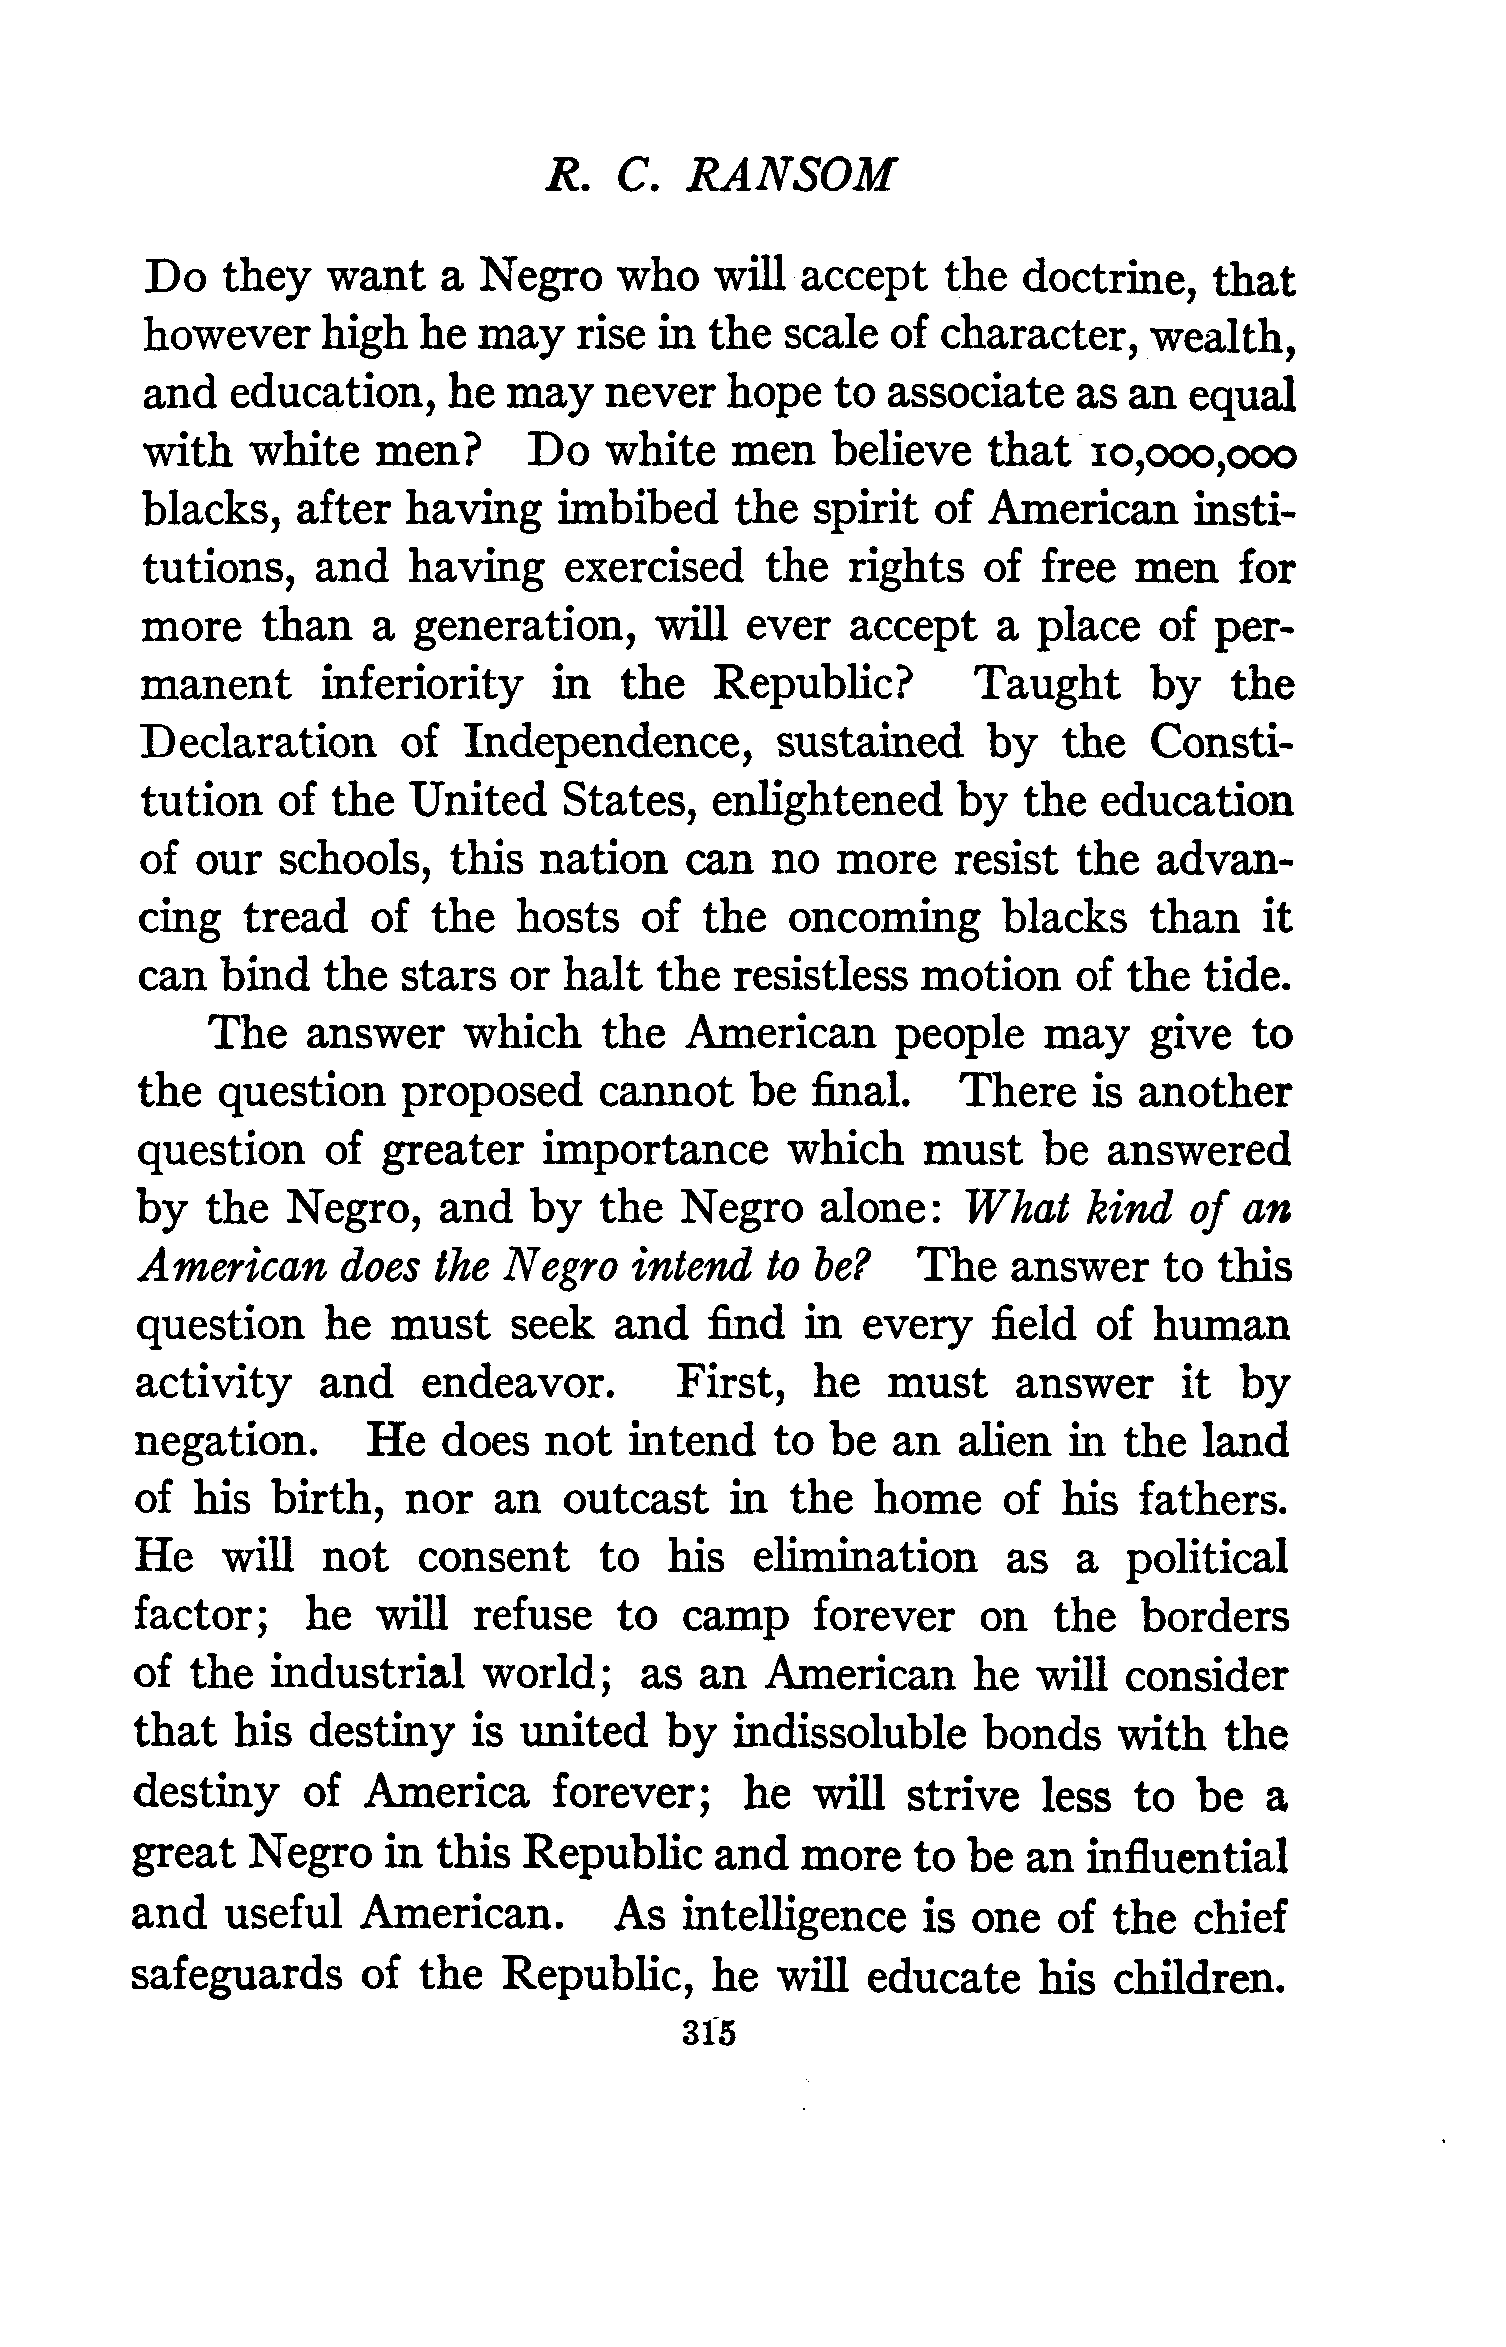 R. C. RANSOM
Do they want a Negro who will accept the doctrine, that
however high he may rise in the scale of character, wealth,
and education, he may never hope to associate as an equal
with white men? Do white men believe that 10,000,000
blacks, after having imbibed the spirit of American insti-
tutions, and having exercised the rights of free men for
more than a generation, will ever accept a place of per-
manent inferiority in the Republic? Taught by the
Declaration of Independence, sustained by the Consti-
tution of the United States, enlightened by the education
of our schools, this nation can no more resist the advan-
cing tread of the hosts of the oncoming blacks than it
can bind the stars or halt the resistless motion of the tide.
The answer which the American people may give to
the question proposed cannot be final. There is another
question of greater importance which must be answered
by the Negro, and by the Negro alone: What kind of an
American does the Negro intend to be? The answer to this
question he must seek and find in every field of human
activity and endeavor. First, he must answer it by
negation. He does not intend to be an alien in the land
of his birth, nor an outcast in the home of his fathers.
He will not consent to his elimination as a political
factor; he will refuse to camp forever on the borders
of the industrial world; as an American he will consider
that his destiny is united by indissoluble bonds with the
destiny of America forever; he will strive less to be a
great Negro in this Republic and more to be an influential
and useful American. As intelligence is one of the chief
safeguards of the Republic, he will educate his children.
315